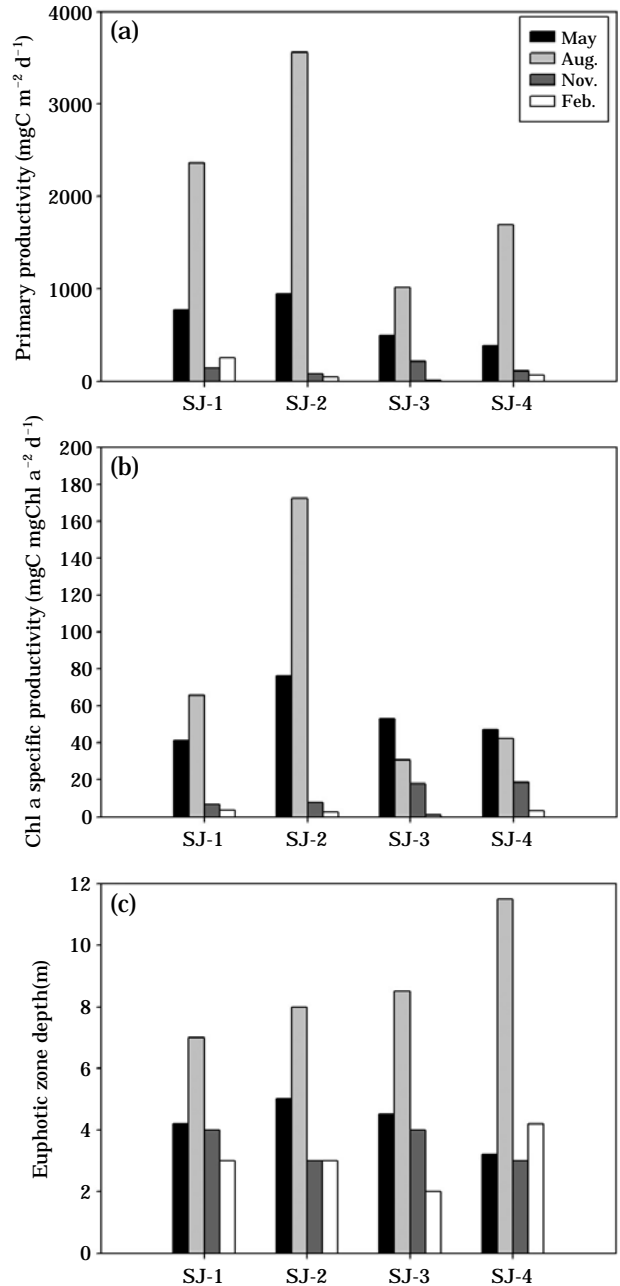 (a)
May
Aug.
Nov.
Feb.
Primary productivity (mgC m⁻² d⁻¹)
4000
3000
2000
1000
0
SJ-1 SJ-2 SJ-3 SJ-4
(b)
Chl a specific productivity (mgC mgChl a⁻² d⁻¹)
200
180
160
140
120
100
80
60
40
20
0
SJ-1 SJ-2 SJ-3 SJ-4
(c)
Euphotic zone depth(m)
12
10
8
6
4
2
0
SJ-1 SJ-2 SJ-3 SJ-4